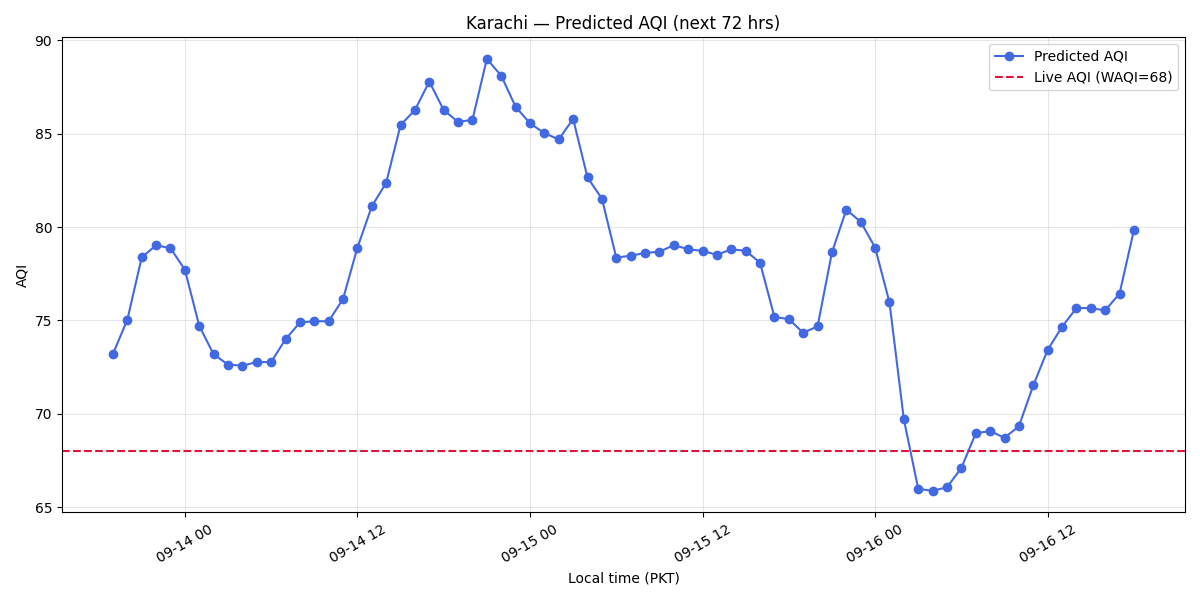 Karachi — Predicted AQI (next 72 hrs)
Predicted AQI
Live AQI (WAQI=68)
AQI
90
85
80
75
70
65
09-14 00
09-14 12
09-15 00
09-15 12
09-16 00
09-16 12
Local time (PKT)